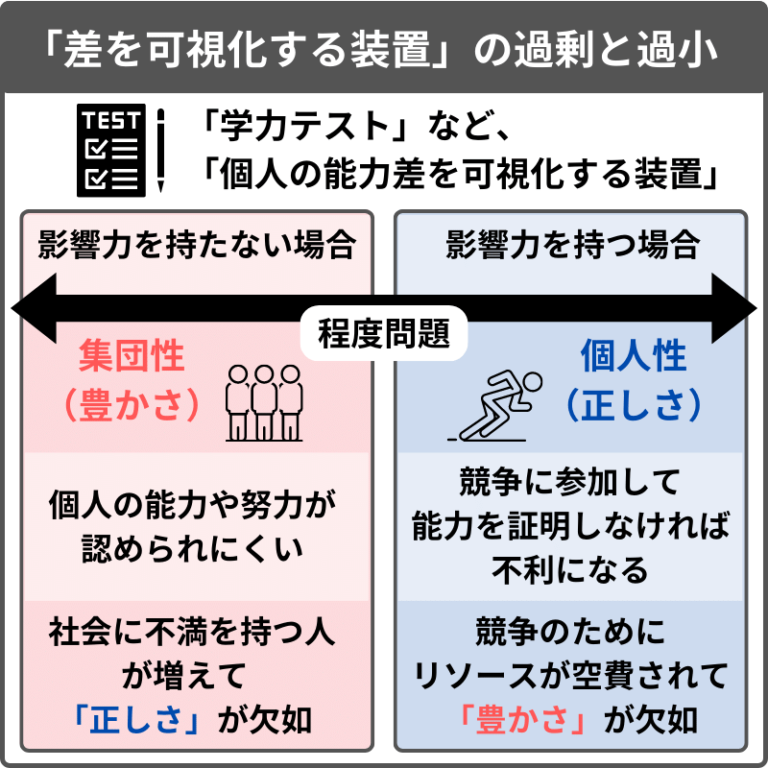 「差を可視化する装置」の過剰と過小
TEST
「学力テスト」など、
「個人の能力差を可視化する装置」
影響力を持たない場合
影響力を持つ場合
程度問題
集団性
（豊かさ）
個人性
（正しさ）
個人の能力や努力が
認められにくい
競争に参加して
能力を証明しなければ
不利になる
社会に不満を持つ人
が増えて
「正しさ」が欠如
競争のために
リソースが空費されて
「豊かさ」が欠如